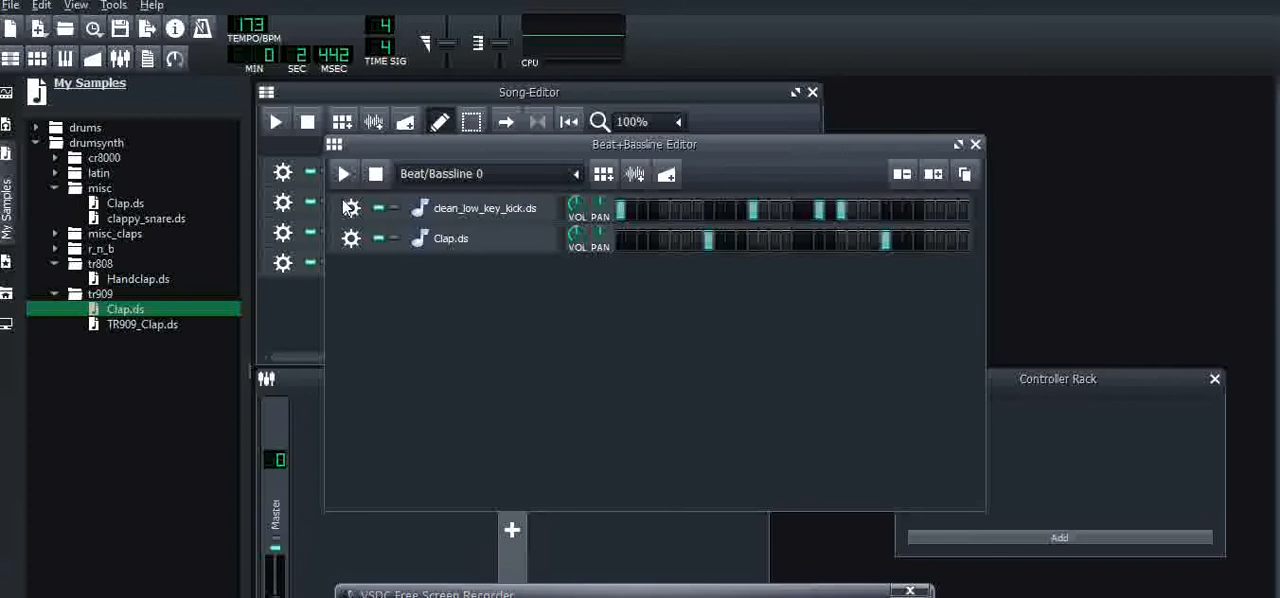 File Edit View Tools Help
173
TEMPO/BPM
0 2 442
MIN SEC MSEC
4
4
TIME SIG
CPU
My Samples
My Samples
drums
drumsynth
cr8000
latin
misc
Clap.ds
clappy_snare.ds
misc_claps
r_n_b
tr808
Handclap.ds
tr909
Clap.ds
TR909_Clap.ds
Song-Editor
100%
Beat+Bassline Editor
Beat/Bassline 0
clean_low_key_kick.ds
VOL PAN
Clap.ds
VOL PAN
0
Master
Controller Rack
Add
VSDC Free Screen Recorder